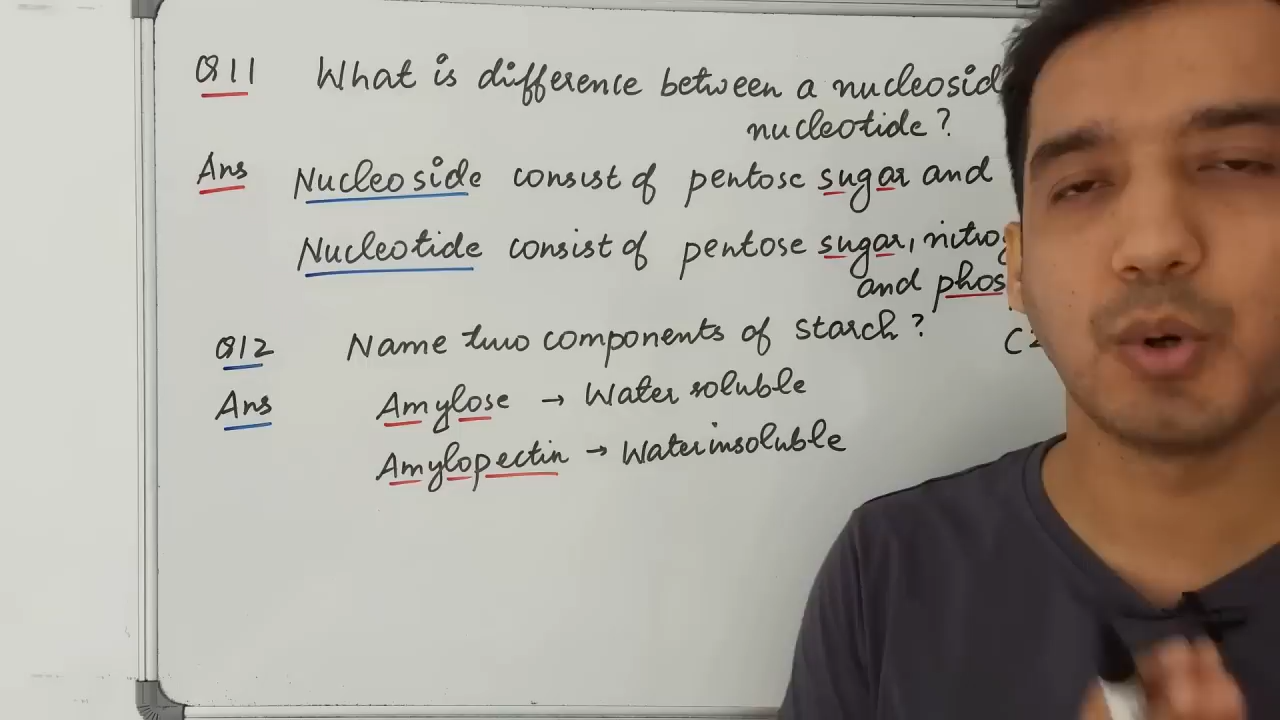 Q11 What is difference between a nucleosid
nucleotide?
Ans Nucleoside consist of pentose sugar and
Nucleotide consist of pentose sugar, nitrog
and phos
Q12 Name two components of starch?
Ans Amylose → Water soluble
Amylopectin → Water insoluble